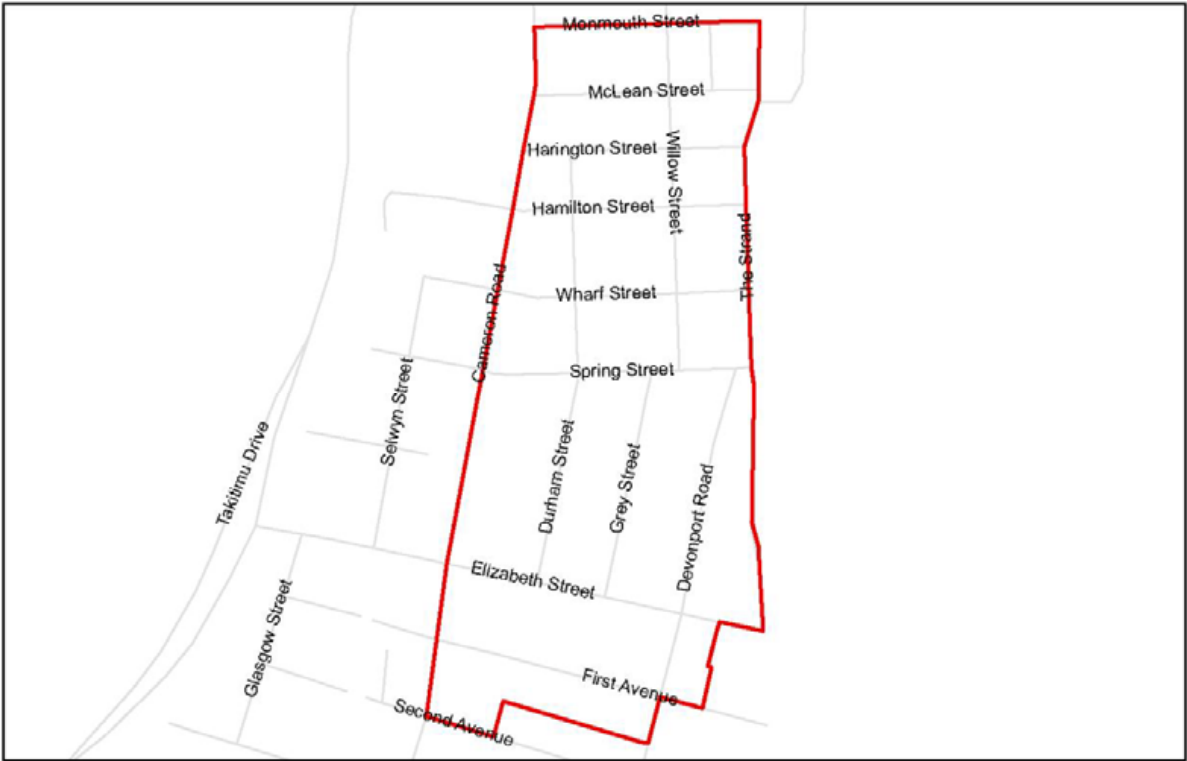 Monmouth Street
McLean Street
Harington Street
Willow Street
Hamilton Street
The Strand
Cameron Road
Wharf Street
Spring Street
Selwyn Street
Takitimu Drive
Durham Street
Grey Street
Devonport Road
Elizabeth Street
Glasgow Street
First Avenue
Second Avenue